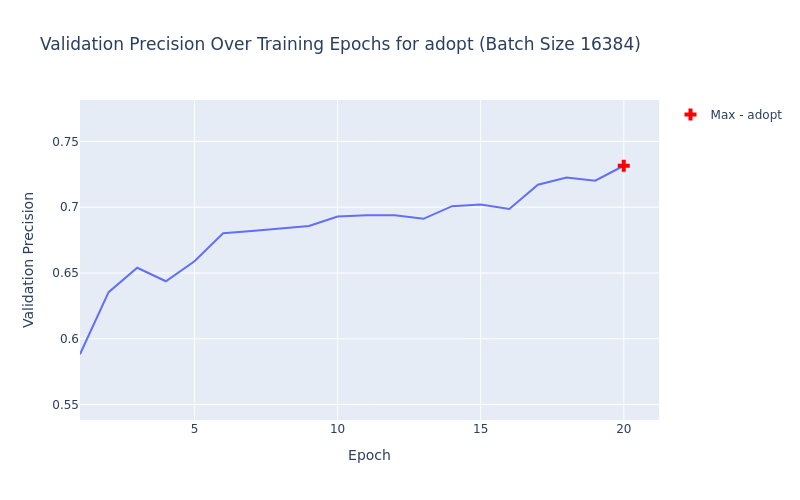 Validation Precision Over Training Epochs for adopt (Batch Size 16384)
Max - adopt
Validation Precision
0.75
0.7
0.65
0.6
0.55
5 10 15 20
Epoch